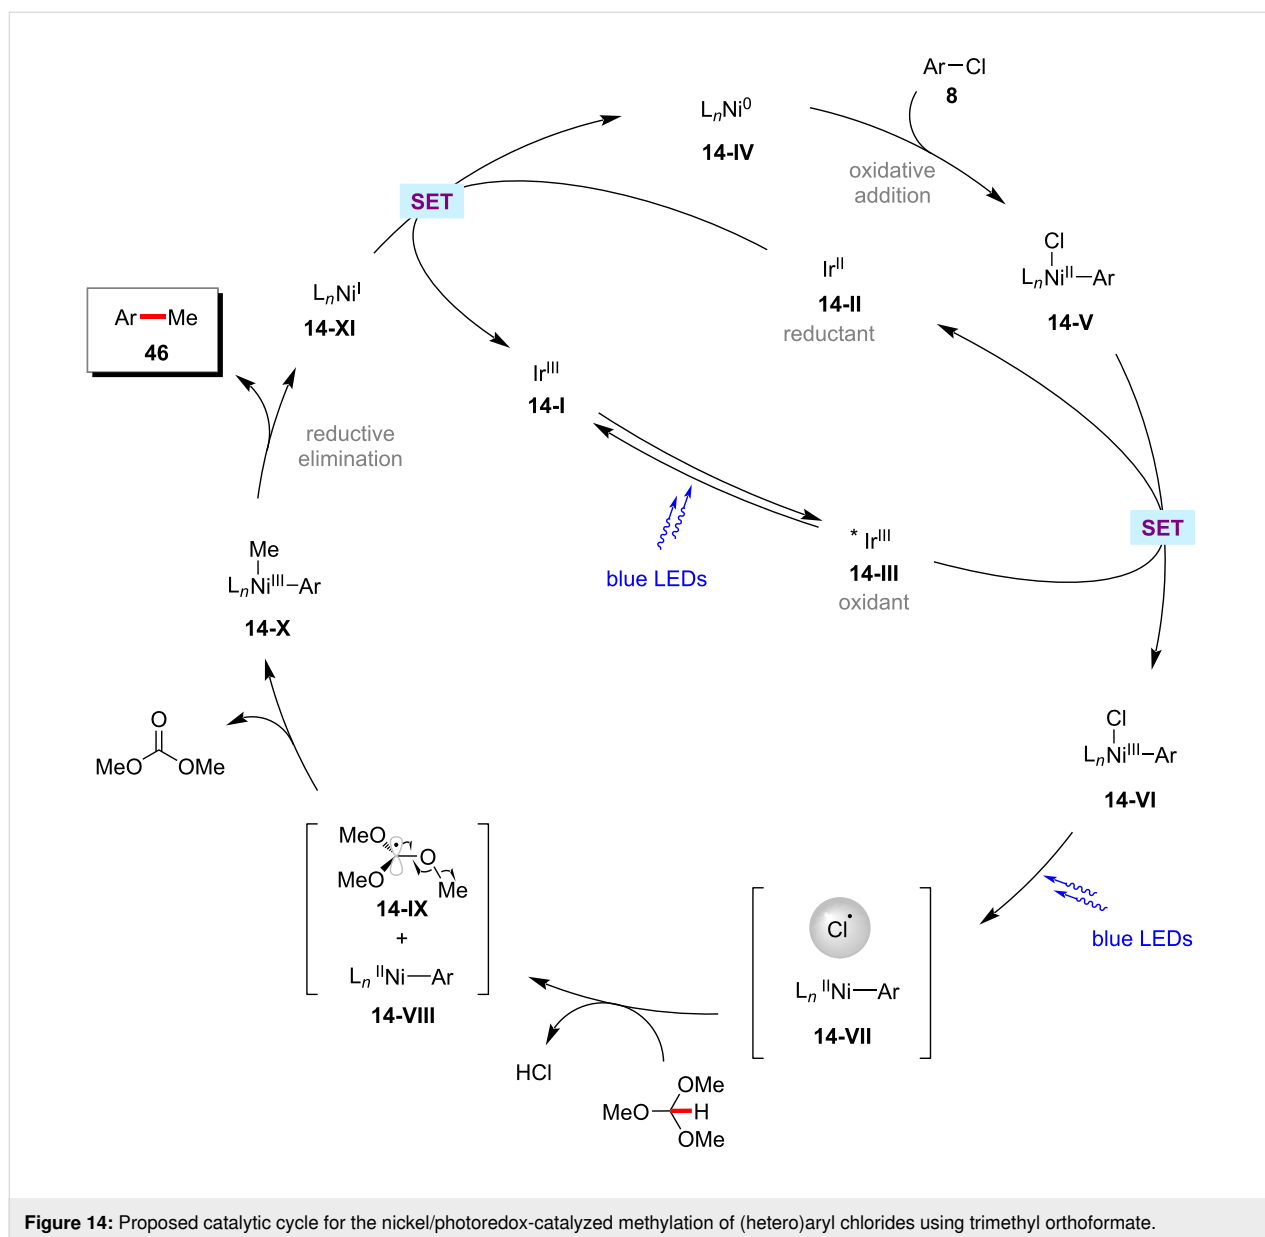 Ar–Cl
8
LnNi0
14-IV
oxidative
addition
SET
Cl
LnNiII–Ar
14-V
IrII
14-II
reductant
LnNiI
14-XI
Ar–Me
46
IrIII
14-I
reductive
elimination
blue LEDs
* IrIII
14-III
oxidant
SET
Me
LnNiIII–Ar
14-X
O
MeO OMe
Cl
LnNiIII–Ar
14-VI
blue LEDs
MeO
O
MeO
Me
14-IX
+
Ln IINi–Ar
14-VIII
Cl•
Ln IINi–Ar
14-VII
HCl
OMe
MeO H
OMe
Figure 14: Proposed catalytic cycle for the nickel/photoredox-catalyzed methylation of (hetero)aryl chlorides using trimethyl orthoformate.